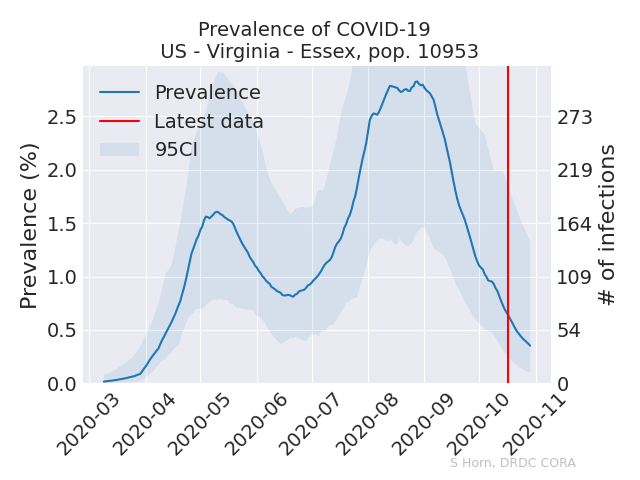 Prevalence of COVID-19
US - Virginia - Essex, pop. 10953
Prevalence
Latest data
95CI
Prevalence (%)
2.5
2.0
1.5
1.0
0.5
0.0
273
219
164
109
54
0
# of infections
2020-03
2020-04
2020-05
2020-06
2020-07
2020-08
2020-09
2020-10
2020-11
S Horn, DRDC CORA